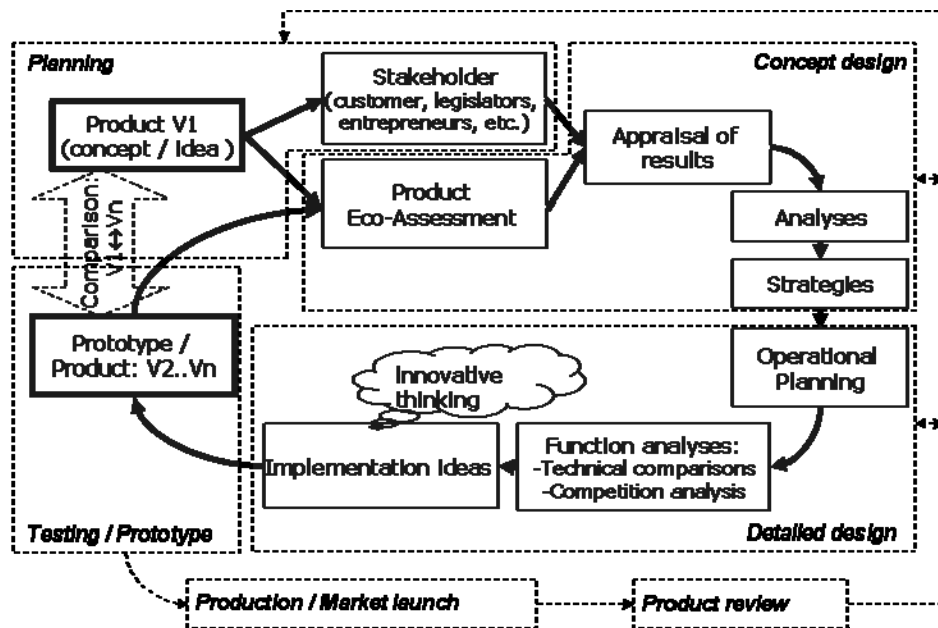 Planning
Concept design
Stakeholder
(customer, legislators,
entrepreneurs, etc.)
Product V1
(concept / idea )
Appraisal of
results
Product
Eco-Assessment
Comparison:
V1↔Vn
Analyses
Strategies
Prototype /
Product: V2..Vn
Operational
Planning
innovative
thinking
Function analyses:
-Technical comparisons
-Competition analysis
Implementation ideas
Testing / Prototype
Detailed design
Production / Market launch
Product review